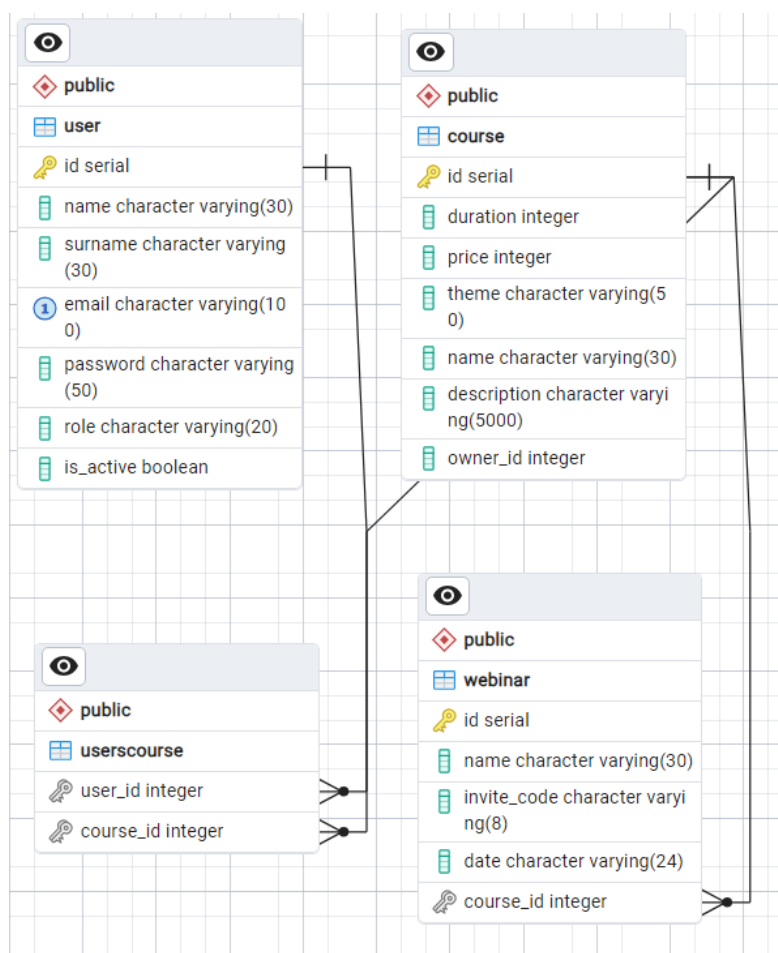 public
user
id serial
name character varying(30)
surname character varying
(30)
1
email character varying(10
0)
password character varying
(50)
role character varying(20)
is_active boolean
public
course
id serial
duration integer
price integer
theme character varying(5
0)
name character varying(30)
description character varyi
ng(5000)
owner_id integer
public
userscourse
user_id integer
course_id integer
public
webinar
id serial
name character varying(30)
invite_code character varyi
ng(8)
date character varying(24)
course_id integer